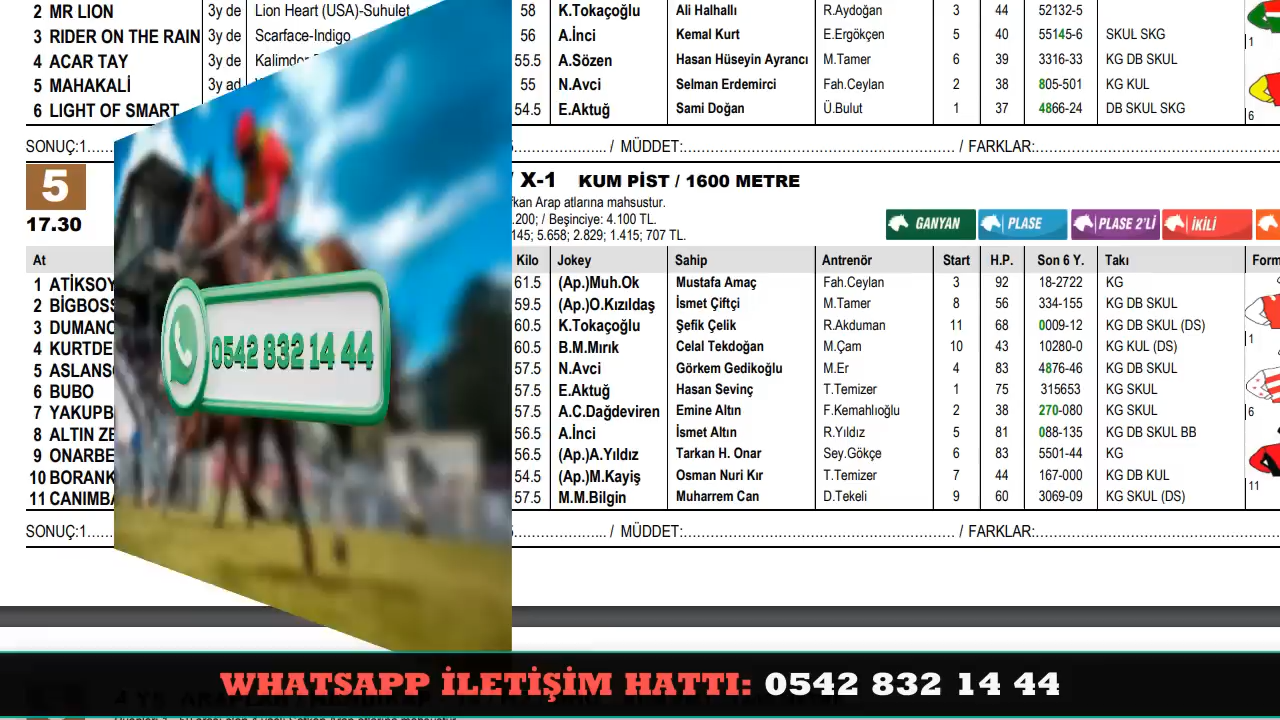 2 MR LION 3y de Lion Heart (USA)-Suhulet 58 K.Tokaçoğlu Ali Halhallı R.Aydoğan 3 44 52132-5
3 RIDER ON THE RAIN 3y de Scarface-Indigo 56 A.İnci Kemal Kurt E.Ergökçen 5 40 55145-6 SKUL SKG
4 ACAR TAY 3y de 55.5 A.Sözen Hasan Hüseyin Ayrancı M.Tamer 6 39 3316-33 KG DB SKUL
5 MAHAKALİ 3y ad 55 N.Avci Selman Erdemirci Fah.Ceylan 2 38 805-501 KG KUL
6 LIGHT OF SMART 54.5 E.Aktuğ Sami Doğan Ü.Bulut 1 37 4866-24 DB SKUL SKG
1
6
SONUÇ:1...... / MÜDDET:...... / FARKLAR:......
5 X-1 KUM PİST / 1600 METRE
17.30
Arap atlarına mahsustur.
.200; / Beşinciye: 4.100 TL.
145; 5.658; 2.829; 1.415; 707 TL.
GANYAN PLASE PLASE 2'Lİ İKİLİ
At Kilo Jokey Sahip Antrenör Start H.P. Son 6 Y. Takı Form
1 ATİKSOY 61.5 (Ap.)Muh.Ok Mustafa Amaç Fah.Ceylan 3 92 18-2722 KG
2 BİGBOSS 59.5 (Ap.)O.Kızıldaş İsmet Çiftçi M.Tamer 8 56 334-155 KG DB SKUL
3 DUMANO 60.5 K.Tokaçoğlu Şefik Çelik R.Akduman 11 68 0009-12 KG DB SKUL (DS)
4 KURTDE 60.5 B.M.Mırık Celal Tekdoğan M.Çam 10 43 10280-0 KG KUL (DS)
5 ASLANS 57.5 N.Avci Görkem Gedikoğlu M.Er 4 83 4876-46 KG DB SKUL
6 BUBO 57.5 E.Aktuğ Hasan Sevinç T.Temizer 1 75 315653 KG SKUL
7 YAKUPB 57.5 A.C.Dağdeviren Emine Altın F.Kemahlıoğlu 2 38 270-080 KG SKUL
8 ALTIN ZE 56.5 A.İnci İsmet Altın R.Yıldız 5 81 088-135 KG DB SKUL BB
9 ONARBE 56.5 (Ap.)A.Yıldız Tarkan H. Onar Sey.Gökçe 6 83 5501-44 KG
10 BORANK 54.5 (Ap.)M.Kayiş Osman Nuri Kır T.Temizer 7 44 167-000 KG DB KUL
11 CANIMBA 57.5 M.M.Bilgin Muharrem Can D.Tekeli 9 60 3069-09 KG SKUL (DS)
1
6
11
0542 832 14 44
SONUÇ:1...... / MÜDDET:...... / FARKLAR:......
WHATSAPP İLETİŞİM HATTI: 0542 832 14 44